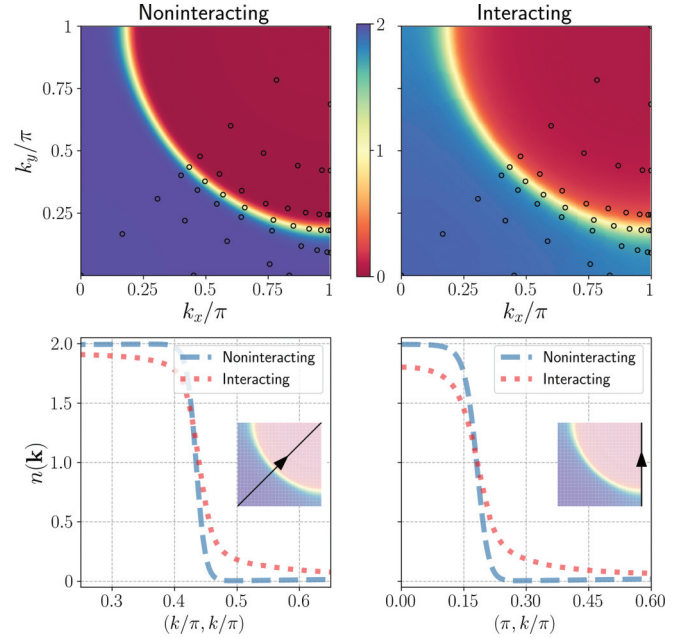 Noninteracting
Interacting
k_y/π
1
0.75
0.5
0.25
0 0.25 0.5 0.75 1
k_x/π
2
1
0
0 0.25 0.5 0.75 1
k_x/π
n(k)
2.0
1.5
1.0
0.5
0
Noninteracting
Interacting
0.3 0.4 0.5 0.6
(k/π, k/π)
Noninteracting
Interacting
0.00 0.15 0.30 0.45 0.60
(π, k/π)